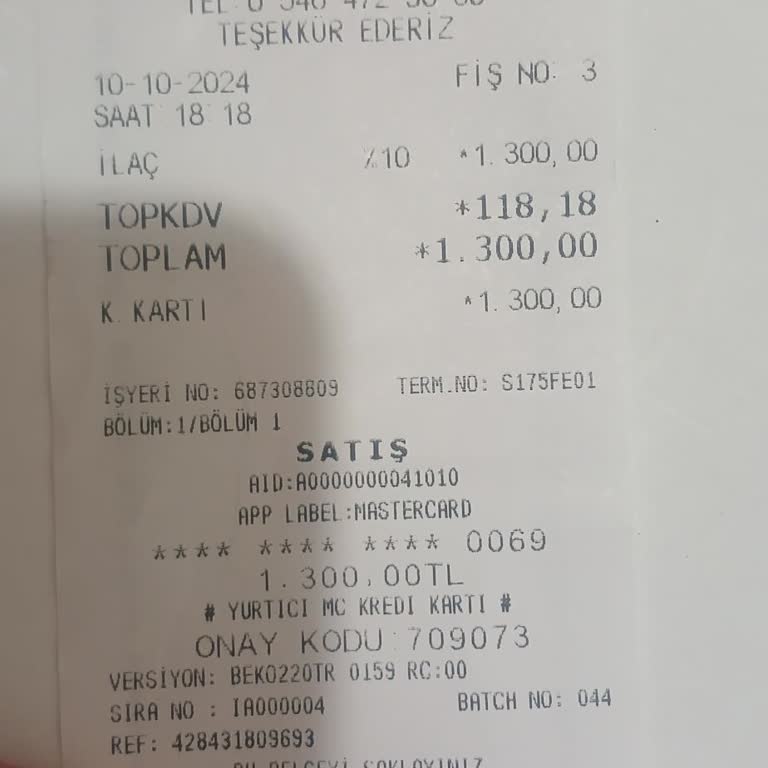 TEŞEKKÜR EDERİZ
10-10-2024 FİŞ NO: 3
SAAT 18 18
İLAÇ %10 *1.300,00
TOPKDV *118,18
TOPLAM *1.300,00
K. KARTI *1.300,00
İŞYERİ NO: 687308809 TERM.NO: S175FE01
BÖLÜM:1/BÖLÜM 1
SATIŞ
AID:A0000000041010
APP LABEL:MASTERCARD
**** **** **** 0069
1.300,00TL
# YURTICI MC KREDI KARTI #
ONAY KODU:709073
VERSİYON: BEKO220TR 0159 RC:00
SIRA NO : IA000004 BATCH NO: 044
REF: 428431809693